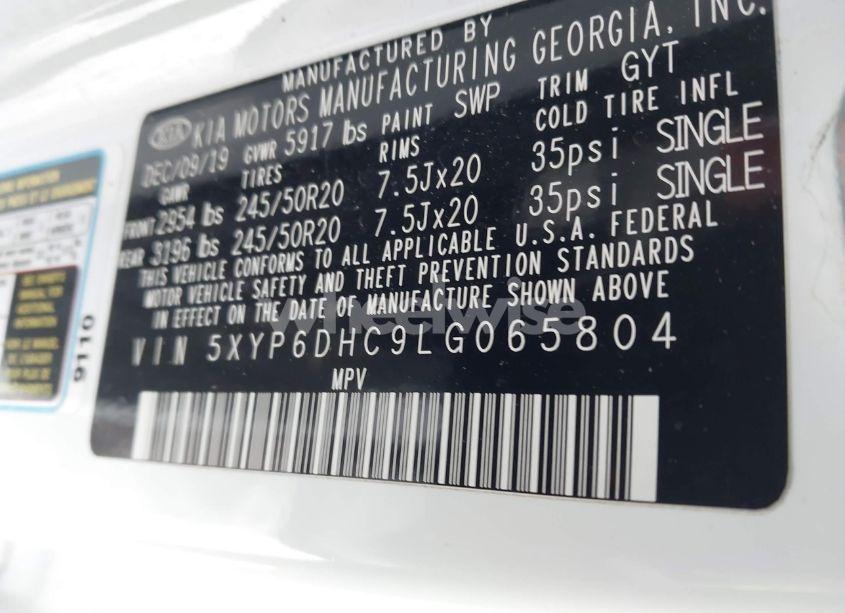 MANUFACTURED BY
KIA KIA MOTORS MANUFACTURING GEORGIA, INC.
DEC/09/19 GVWR 5917 lbs PAINT SWP TRIM GYT
GAWR TIRES RIMS COLD TIRE INFL
FRONT 2954 lbs 245/50R20 7.5Jx20 35psi SINGLE
REAR 3196 lbs 245/50R20 7.5Jx20 35psi SINGLE
THIS VEHICLE CONFORMS TO ALL APPLICABLE U.S.A. FEDERAL
MOTOR VEHICLE SAFETY AND THEFT PREVENTION STANDARDS
IN EFFECT ON THE DATE OF MANUFACTURE SHOWN ABOVE
wheelwise
VIN 5XYP6DHC9LG065804
MPV
9110